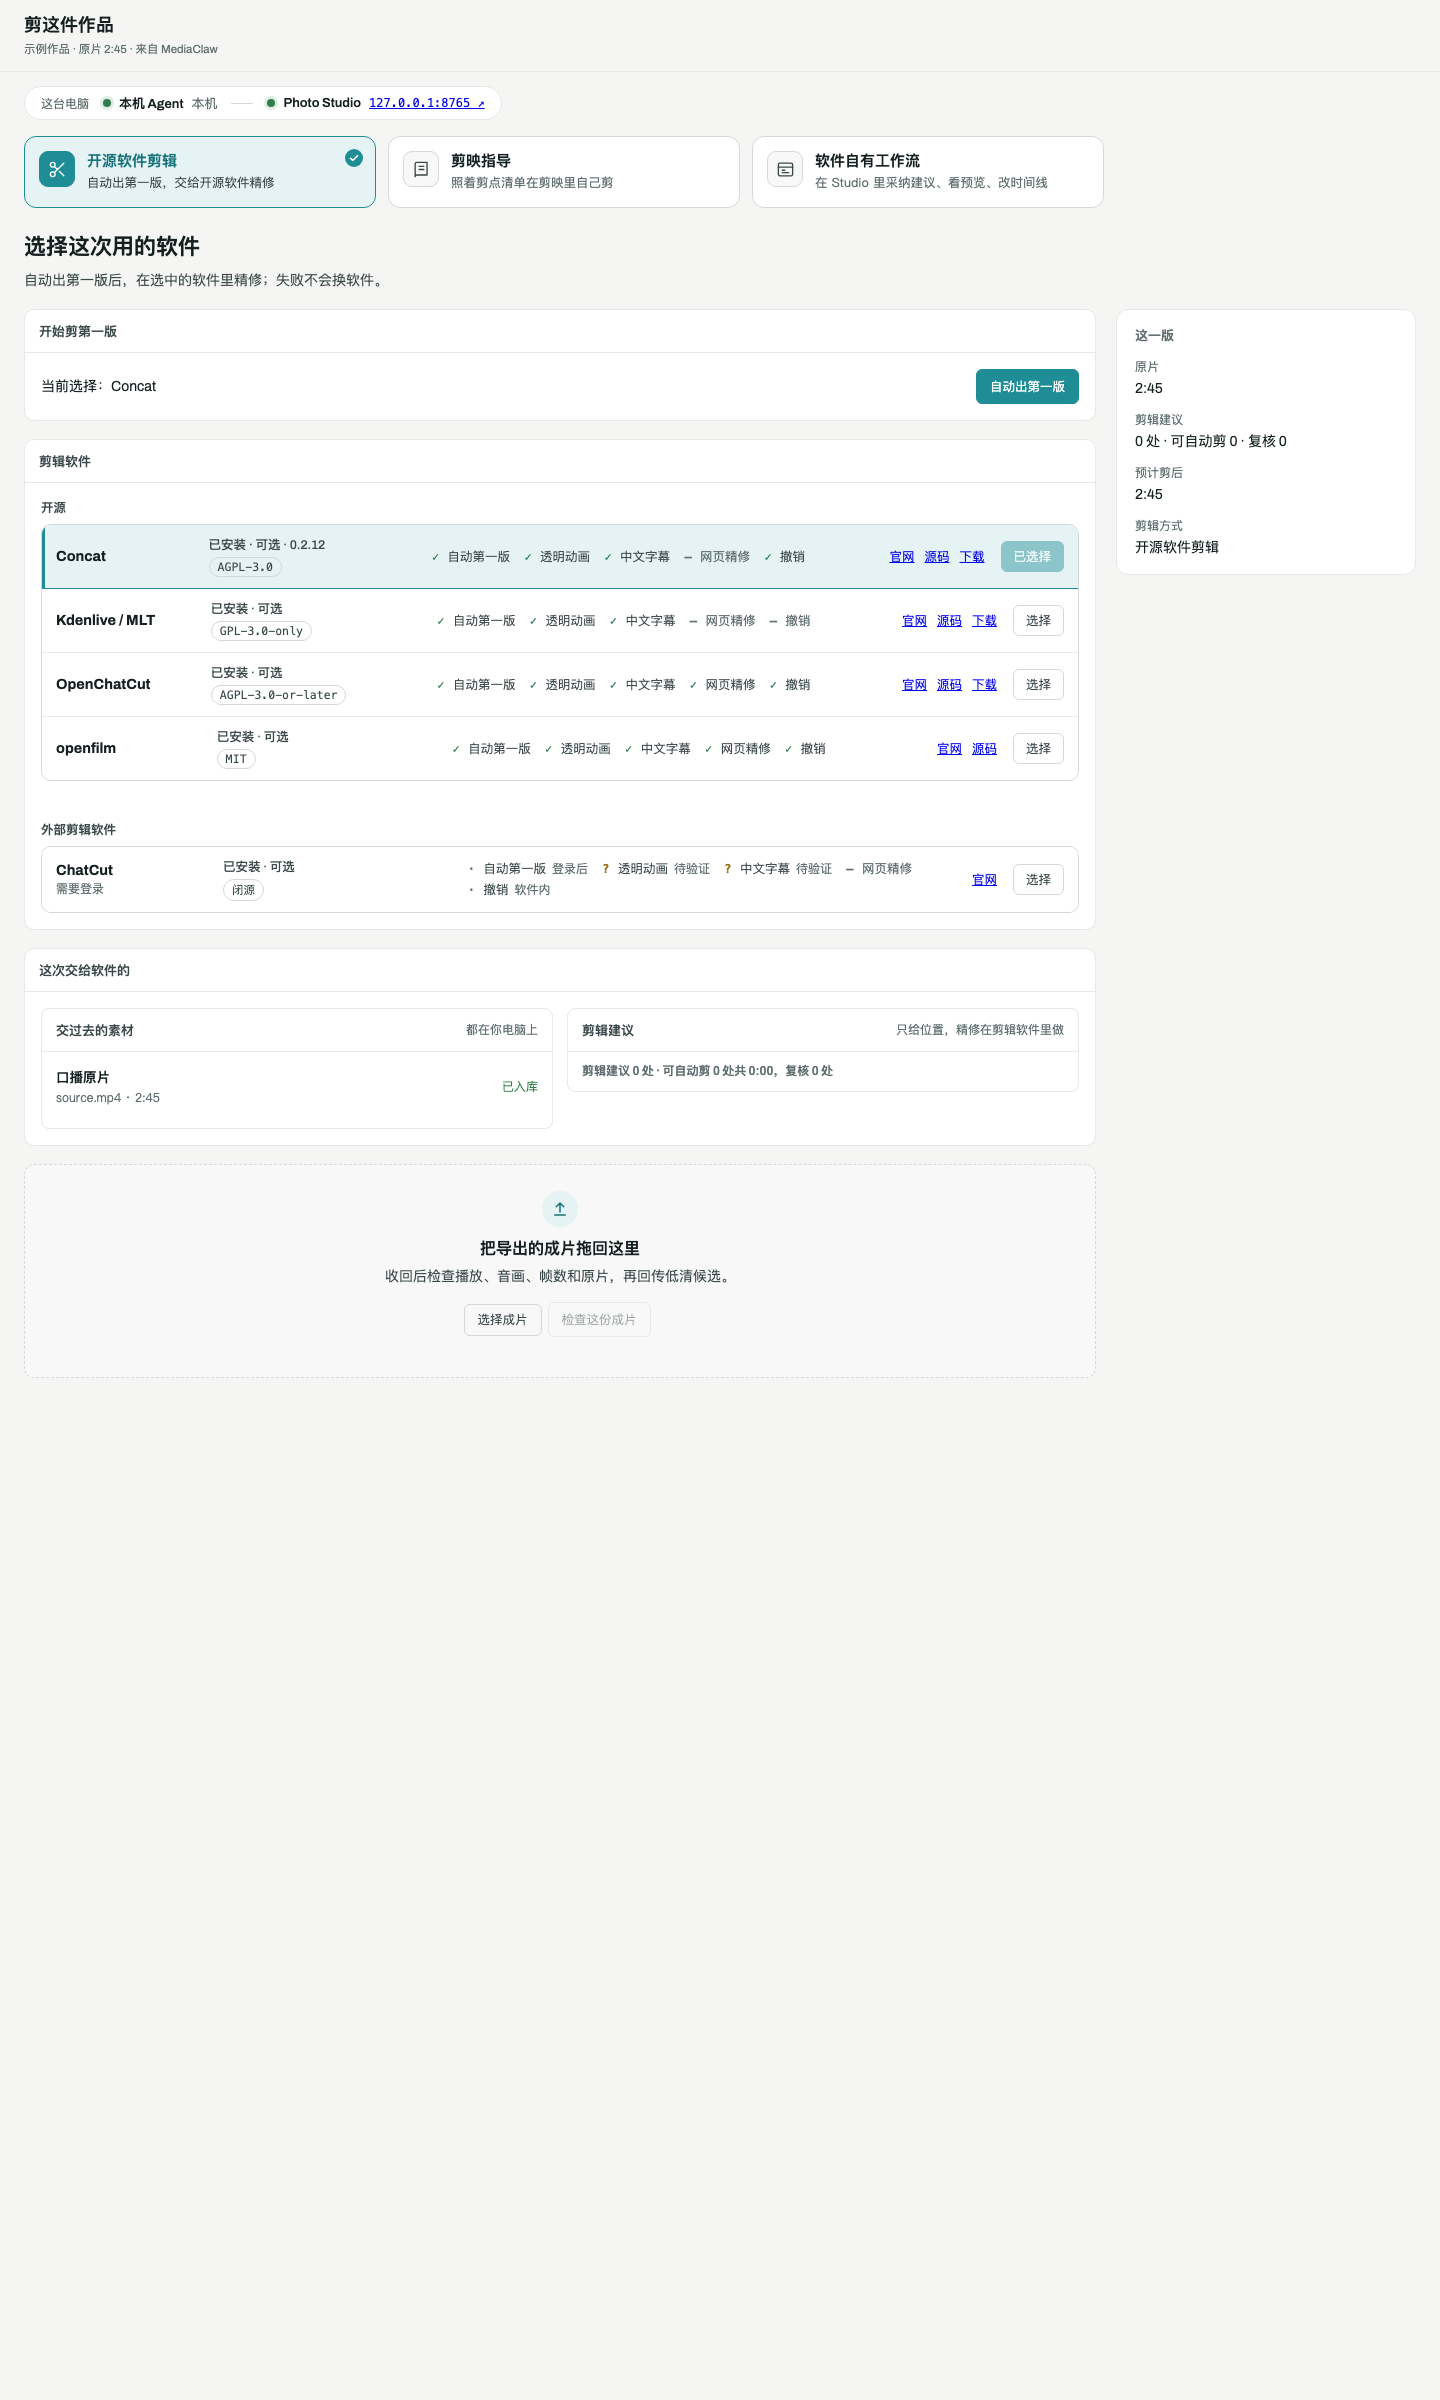 剪这件作品
示例作品 · 原片 2:45 · 来自 MediaClaw
这台电脑 本机 Agent 本机 Photo Studio 127.0.0.1:8765 ↗
开源软件剪辑
自动出第一版，交给开源软件精修
剪映指导
照着剪点清单在剪映里自己剪
软件自有工作流
在 Studio 里采纳建议、看预览、改时间线
选择这次用的软件
自动出第一版后，在选中的软件里精修；失败不会换软件。
开始剪第一版
当前选择：Concat
自动出第一版
剪辑软件
开源
Concat
已安装 · 可选 · 0.2.12
AGPL-3.0
✓ 自动第一版 ✓ 透明动画 ✓ 中文字幕 — 网页精修 ✓ 撤销
官网 源码 下载 已选择
Kdenlive / MLT
已安装 · 可选
GPL-3.0-only
✓ 自动第一版 ✓ 透明动画 ✓ 中文字幕 — 网页精修 — 撤销
官网 源码 下载 选择
OpenChatCut
已安装 · 可选
AGPL-3.0-or-later
✓ 自动第一版 ✓ 透明动画 ✓ 中文字幕 ✓ 网页精修 ✓ 撤销
官网 源码 下载 选择
openfilm
已安装 · 可选
MIT
✓ 自动第一版 ✓ 透明动画 ✓ 中文字幕 ✓ 网页精修 ✓ 撤销
官网 源码 选择
外部剪辑软件
ChatCut
需要登录
已安装 · 可选
闭源
· 自动第一版 登录后 ? 透明动画 待验证 ? 中文字幕 待验证 — 网页精修
· 撤销 软件内
官网 选择
这次交给软件的
交过去的素材 都在你电脑上
口播原片
source.mp4 · 2:45
已入库
剪辑建议 只给位置，精修在剪辑软件里做
剪辑建议 0 处 · 可自动剪 0 处共 0:00，复核 0 处
把导出的成片拖回这里
收回后检查播放、音画、帧数和原片，再回传低清候选。
选择成片 检查这份成片
这一版
原片
2:45
剪辑建议
0 处 · 可自动剪 0 · 复核 0
预计剪后
2:45
剪辑方式
开源软件剪辑